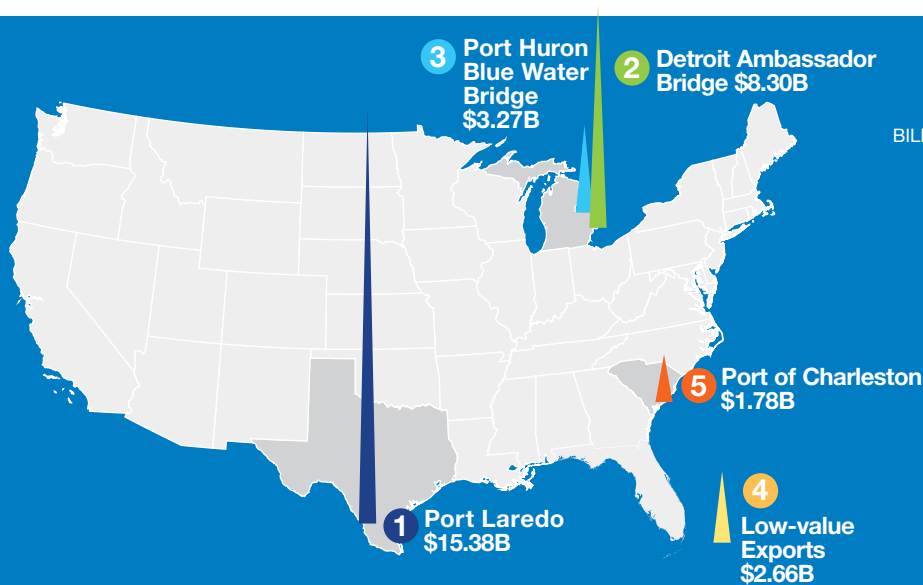 3
Port Huron
Blue Water
Bridge
$3.27B
2
Detroit Ambassador
Bridge $8.30B
5
Port of Charleston
$1.78B
1
Port Laredo
$15.38B
4
Low-value
Exports
$2.66B